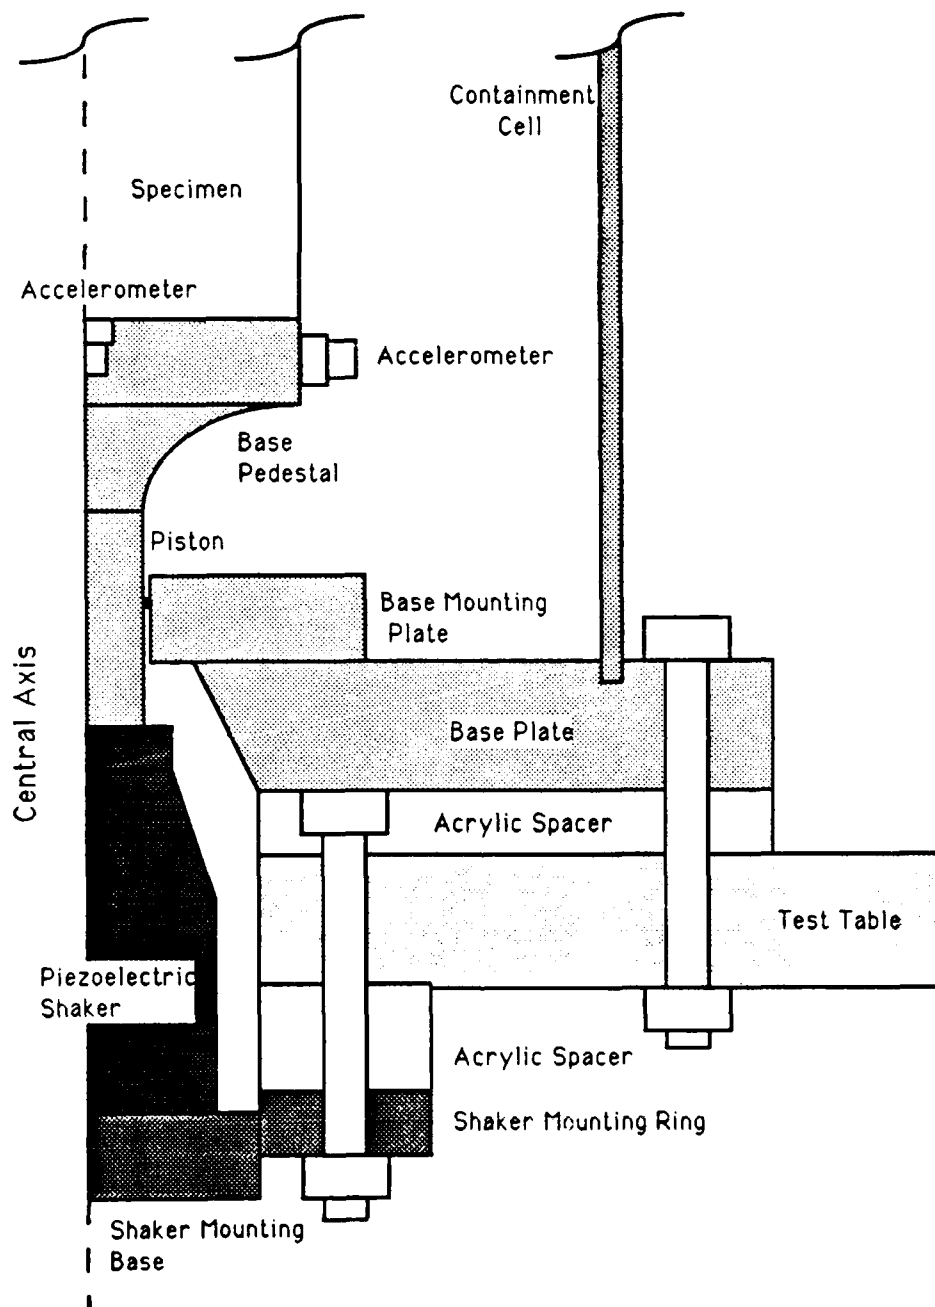 Containment
Cell
Specimen
Accelerometer
Accelerometer
Base
Pedestal
Piston
Base Mounting
Plate
Central Axis
Base Plate
Acrylic Spacer
Test Table
Piezoelectric
Shaker
Acrylic Spacer
Shaker Mounting Ring
Shaker Mounting
Base